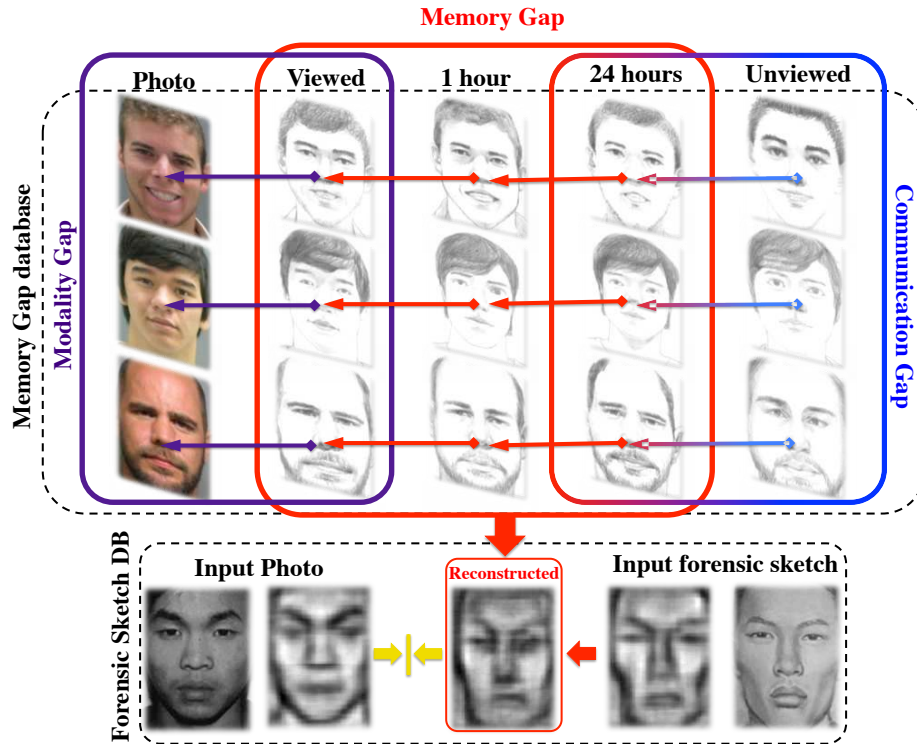 Memory Gap
Photo
Viewed
1 hour
24 hours
Unviewed
Memory Gap database
Modality Gap
Communication Gap
Forensic Sketch DB
Input Photo
Reconstructed
Input forensic sketch